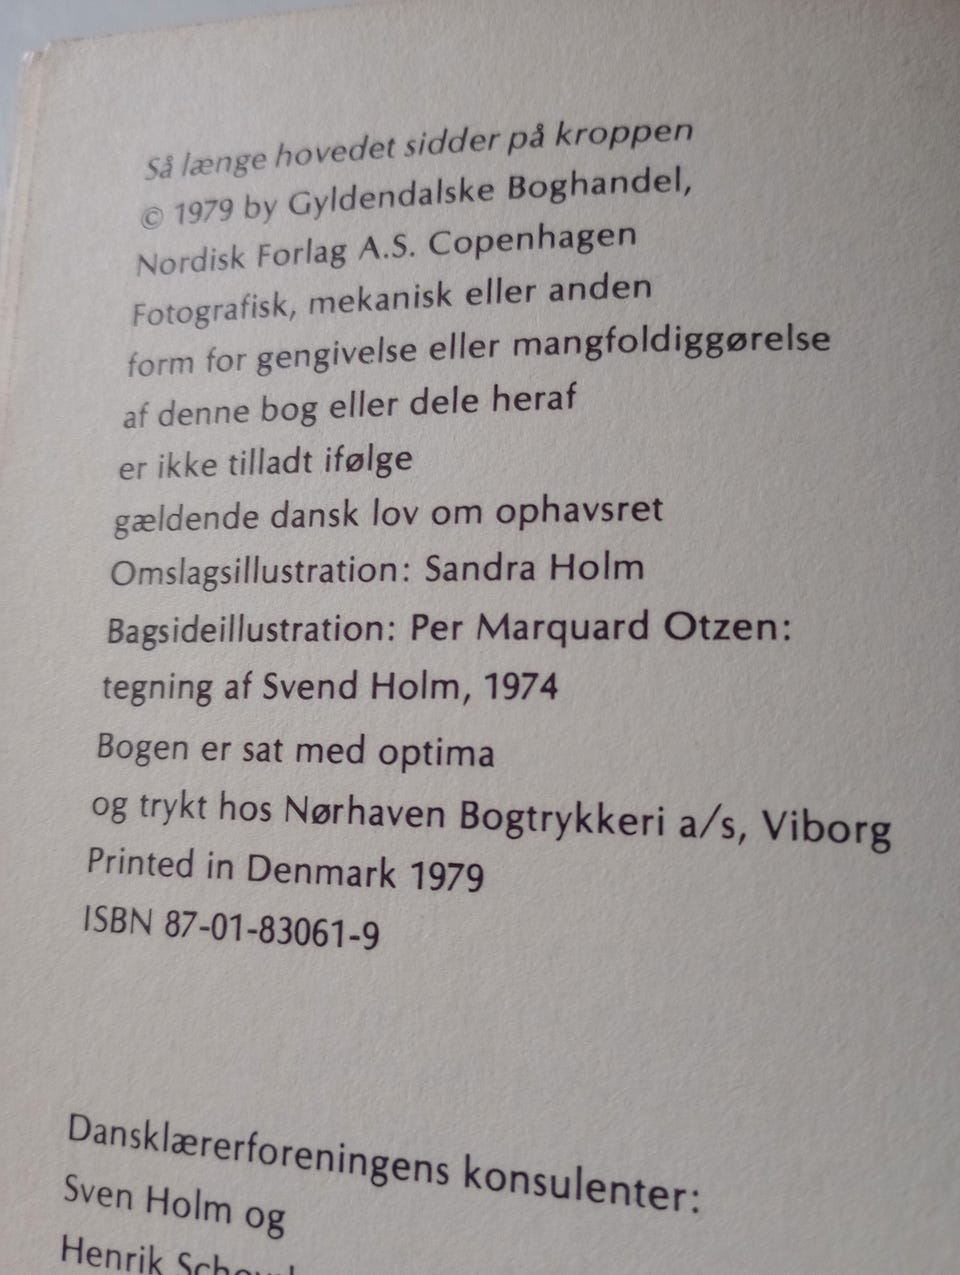 Så længe hovedet sidder på kroppen
© 1979 by Gyldendalske Boghandel,
Nordisk Forlag A.S. Copenhagen
Fotografisk, mekanisk eller anden
form for gengivelse eller mangfoldiggørelse
af denne bog eller dele heraf
er ikke tilladt ifølge
gældende dansk lov om ophavsret
Omslagsillustration: Sandra Holm
Bagsideillustration: Per Marquard Otzen:
tegning af Svend Holm, 1974
Bogen er sat med optima
og trykt hos Nørhaven Bogtrykkeri a/s, Viborg
Printed in Denmark 1979
ISBN 87-01-83061-9
Dansklærerforeningens konsulenter:
Sven Holm og
Henrik